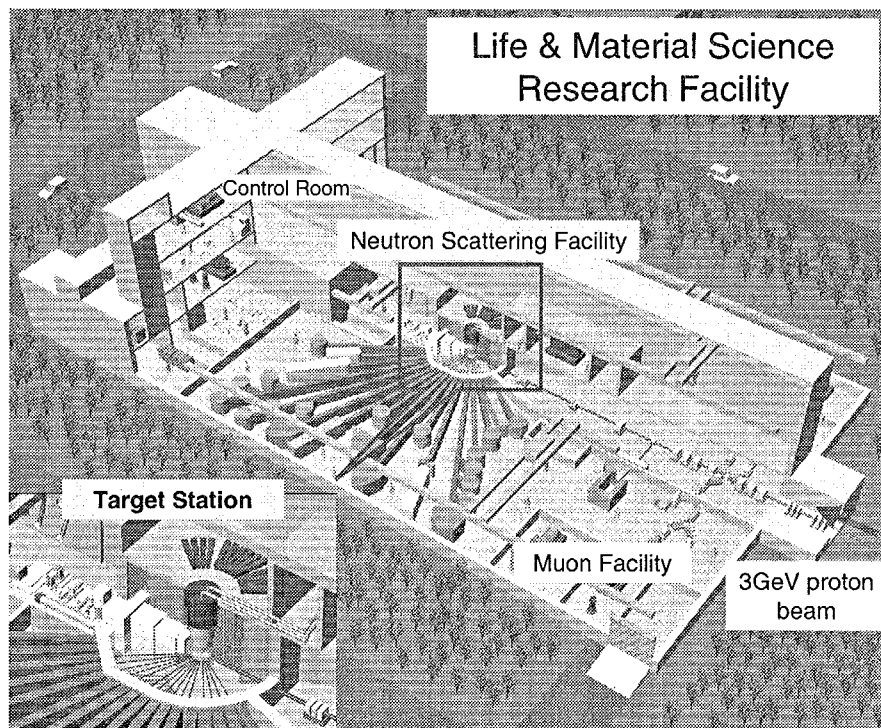 Life & Material Science
Research Facility
Control Room
Neutron Scattering Facility
Target Station
Muon Facility
3GeV proton
beam